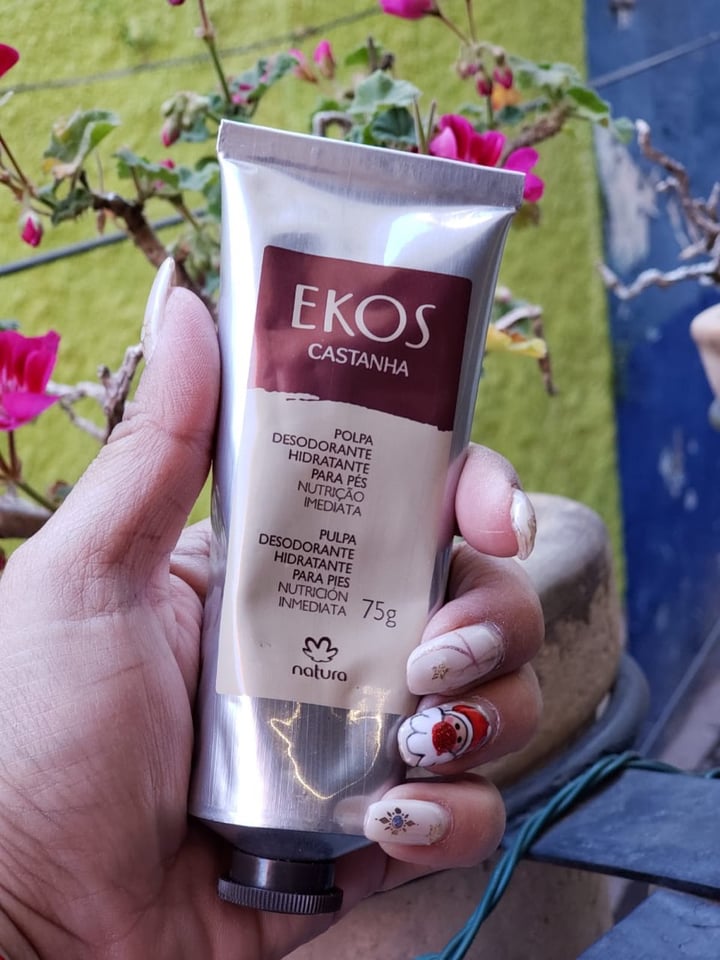 EKOS
CASTANHA
POLPA
DESODORANTE
HIDRATANTE
PARA PÉS
NUTRIÇÃO
IMEDIATA
PULPA
DESODORANTE
HIDRATANTE
PARA PIES
NUTRICIÓN
INMEDIATA 75g
natura